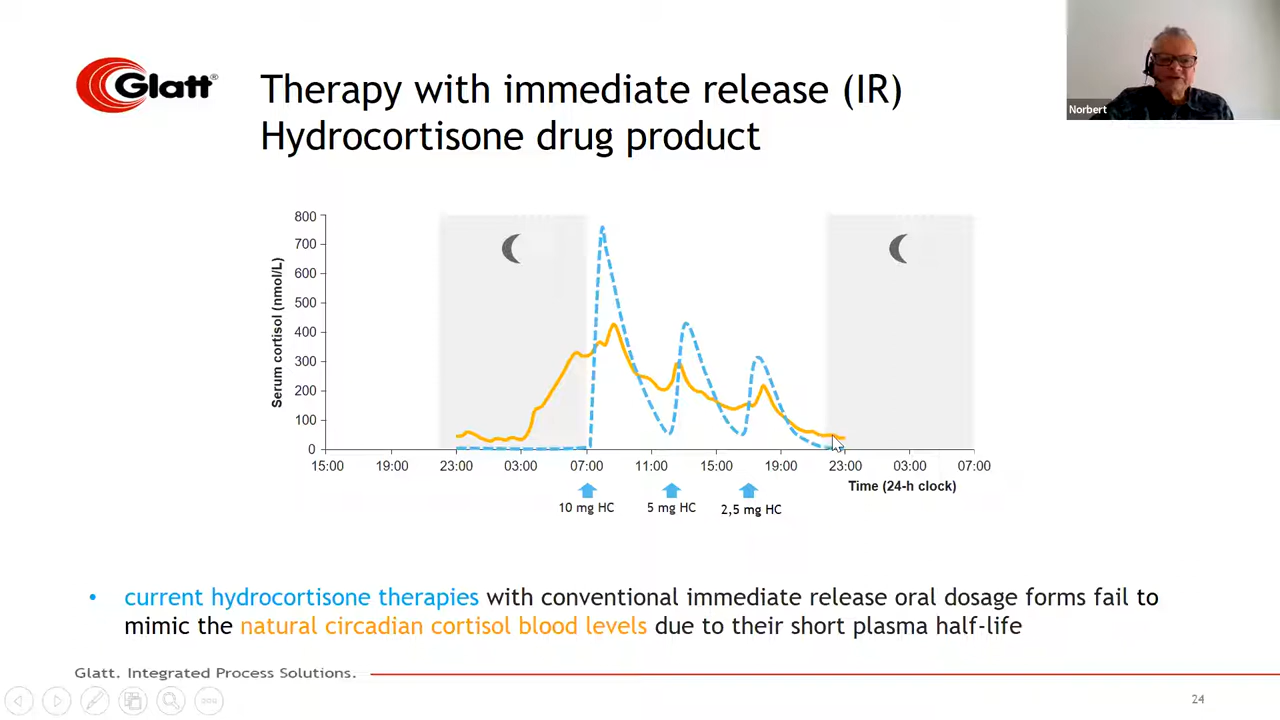 Glatt®
Therapy with immediate release (IR)
Hydrocortisone drug product
Norbert
Serum cortisol (nmol/L)
800
700
600
500
400
300
200
100
0
15:00 19:00 23:00 03:00 07:00 11:00 15:00 19:00 23:00 03:00 07:00
Time (24-h clock)
10 mg HC 5 mg HC 2,5 mg HC
• current hydrocortisone therapies with conventional immediate release oral dosage forms fail to
mimic the natural circadian cortisol blood levels due to their short plasma half-life
Glatt. Integrated Process Solutions.
24